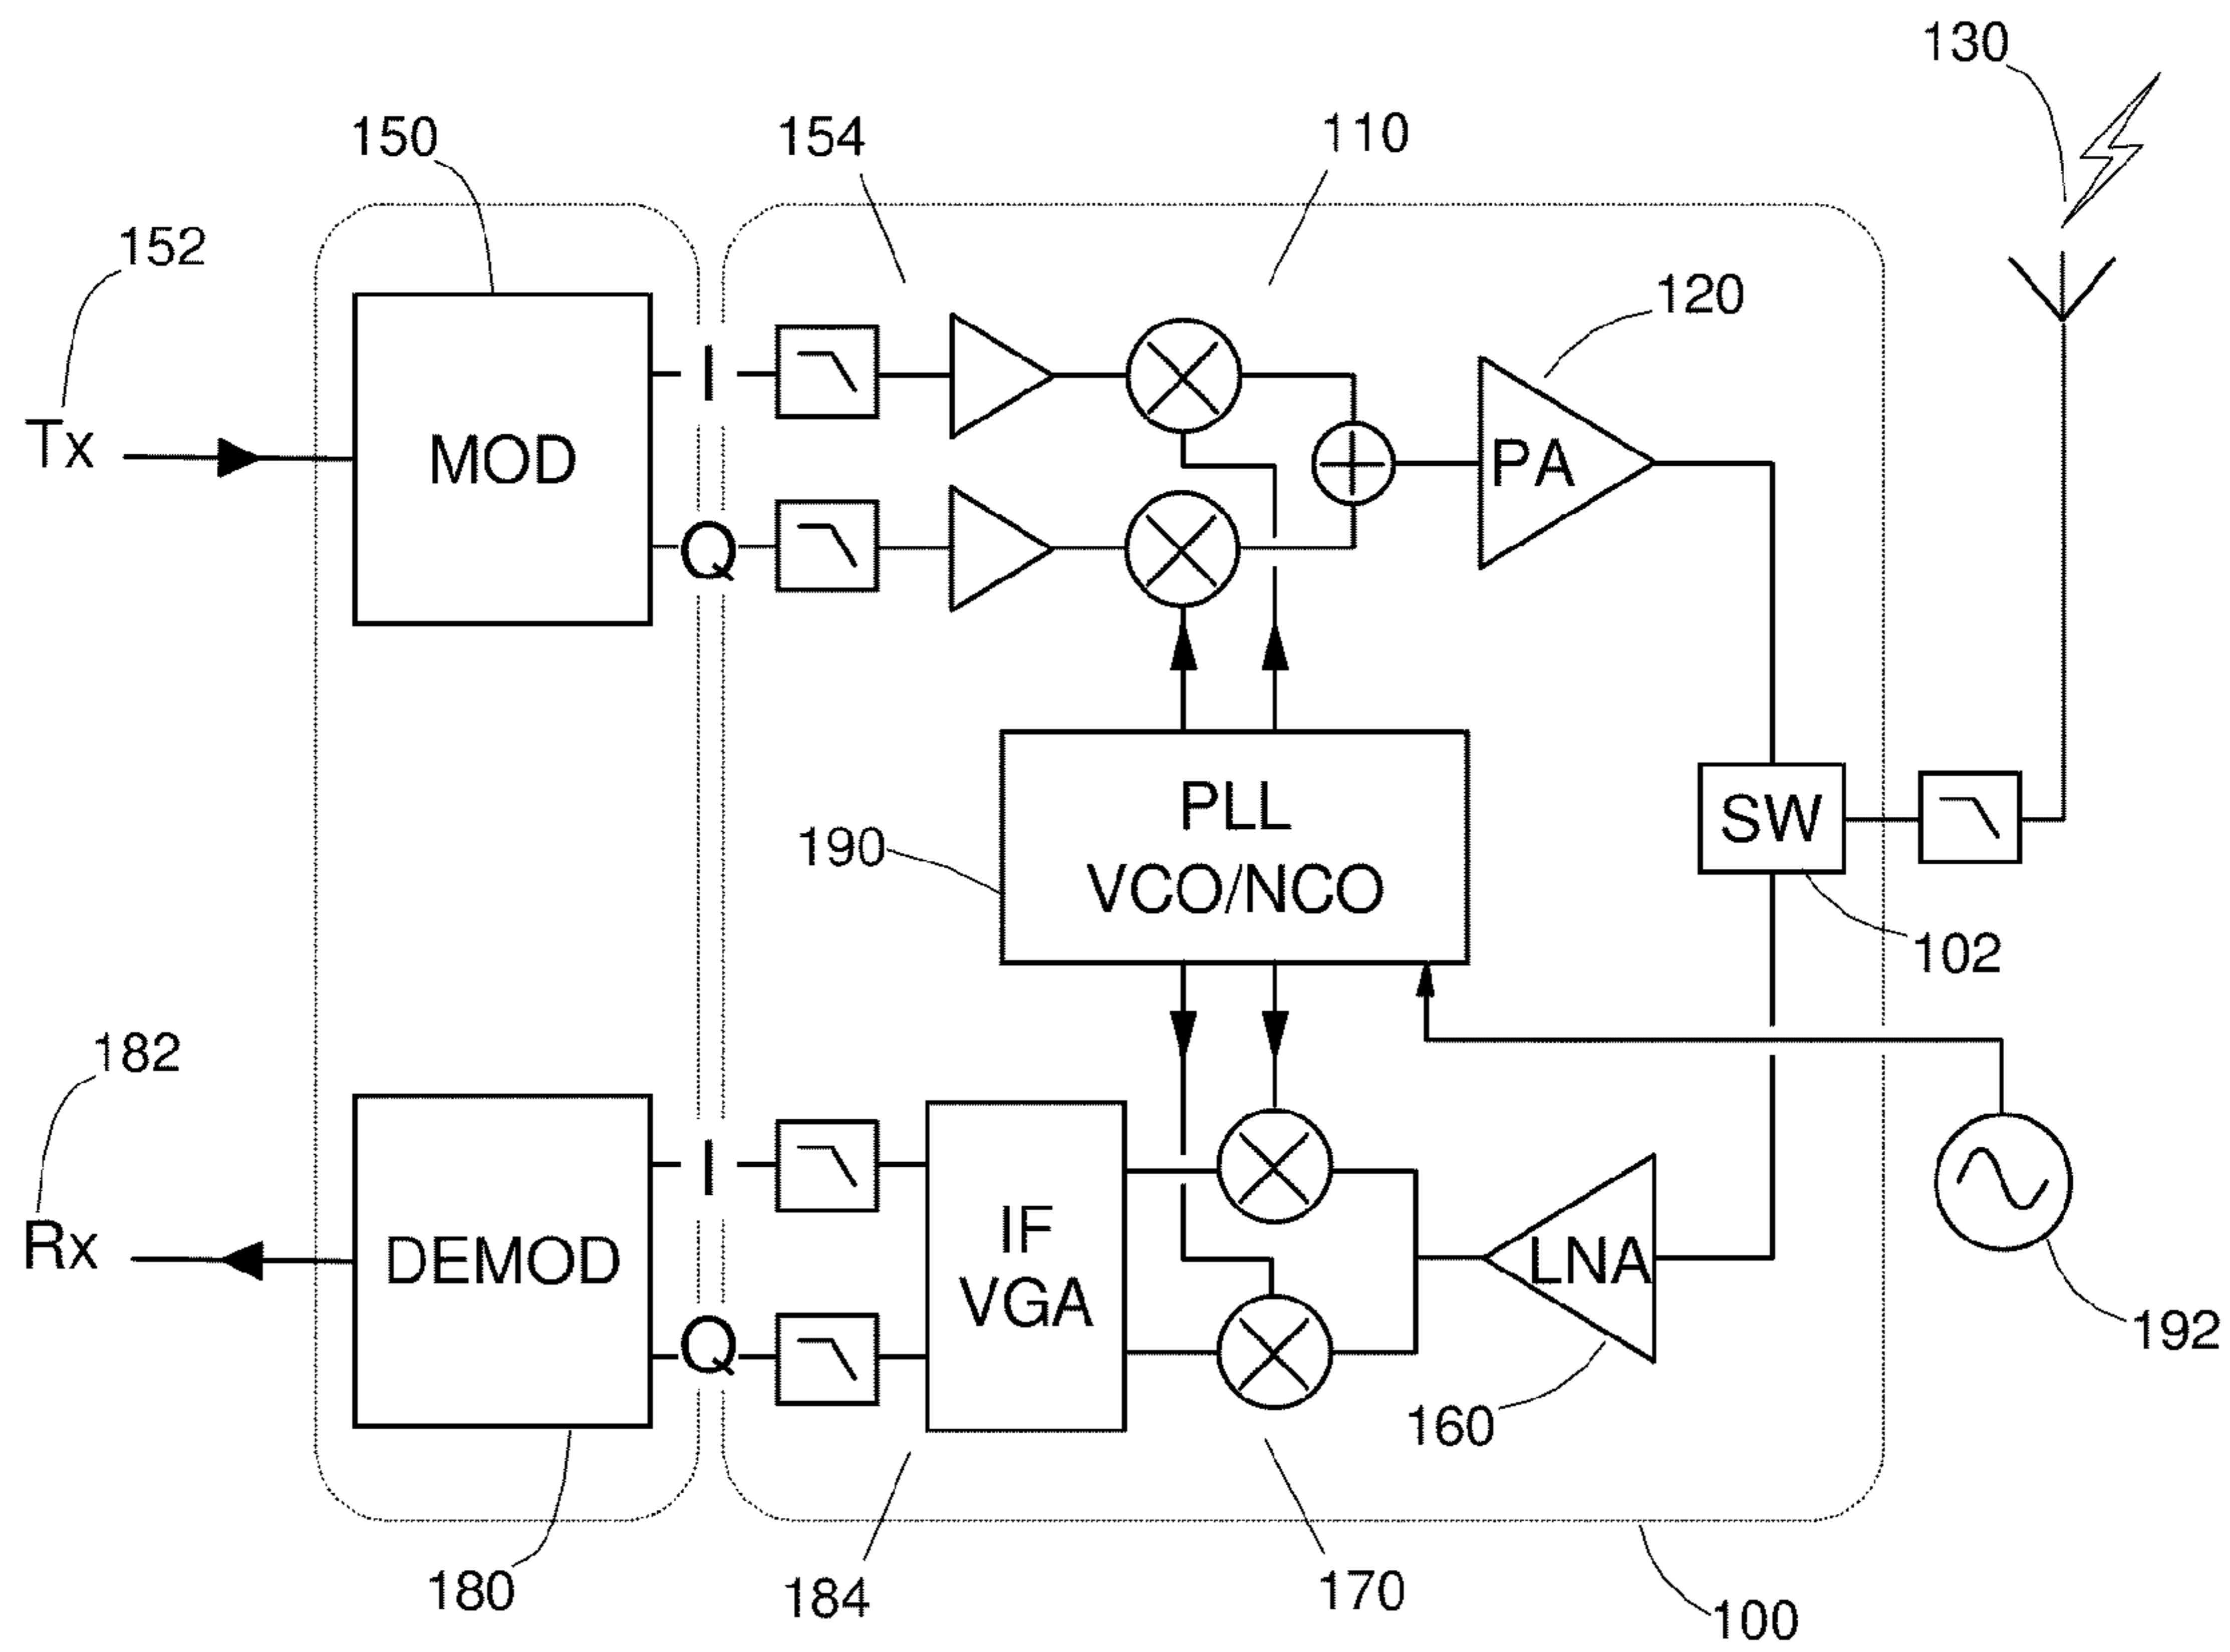 130
150
154
110
152
120
I
Tx
MOD
PA
Q
PLL
VCO/NCO
SW
190
102
182
I
IF
VGA
Rx
DEMOD
LNA
Q
192
160
180
184
170
100